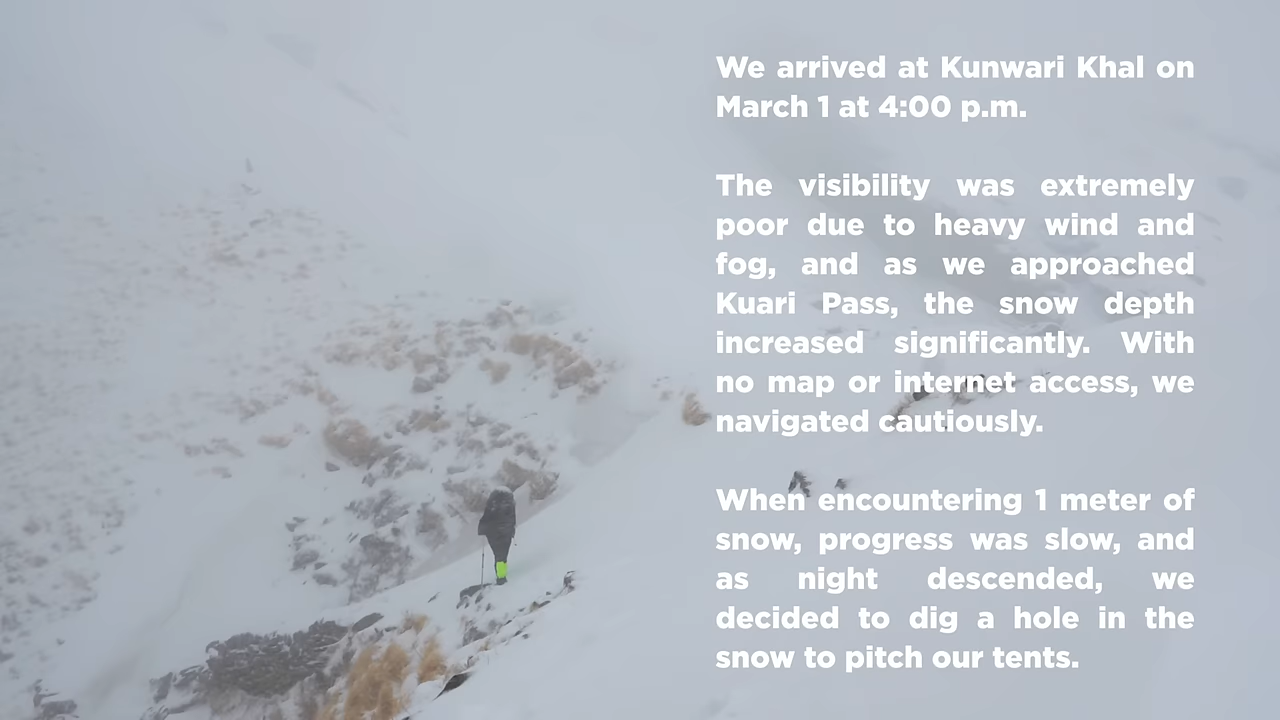 We arrived at Kunwari Khal on
March 1 at 4:00 p.m.
The visibility was extremely
poor due to heavy wind and
fog, and as we approached
Kuari Pass, the snow depth
increased significantly. With
no map or internet access, we
navigated cautiously.
When encountering 1 meter of
snow, progress was slow, and
as night descended, we
decided to dig a hole in the
snow to pitch our tents.